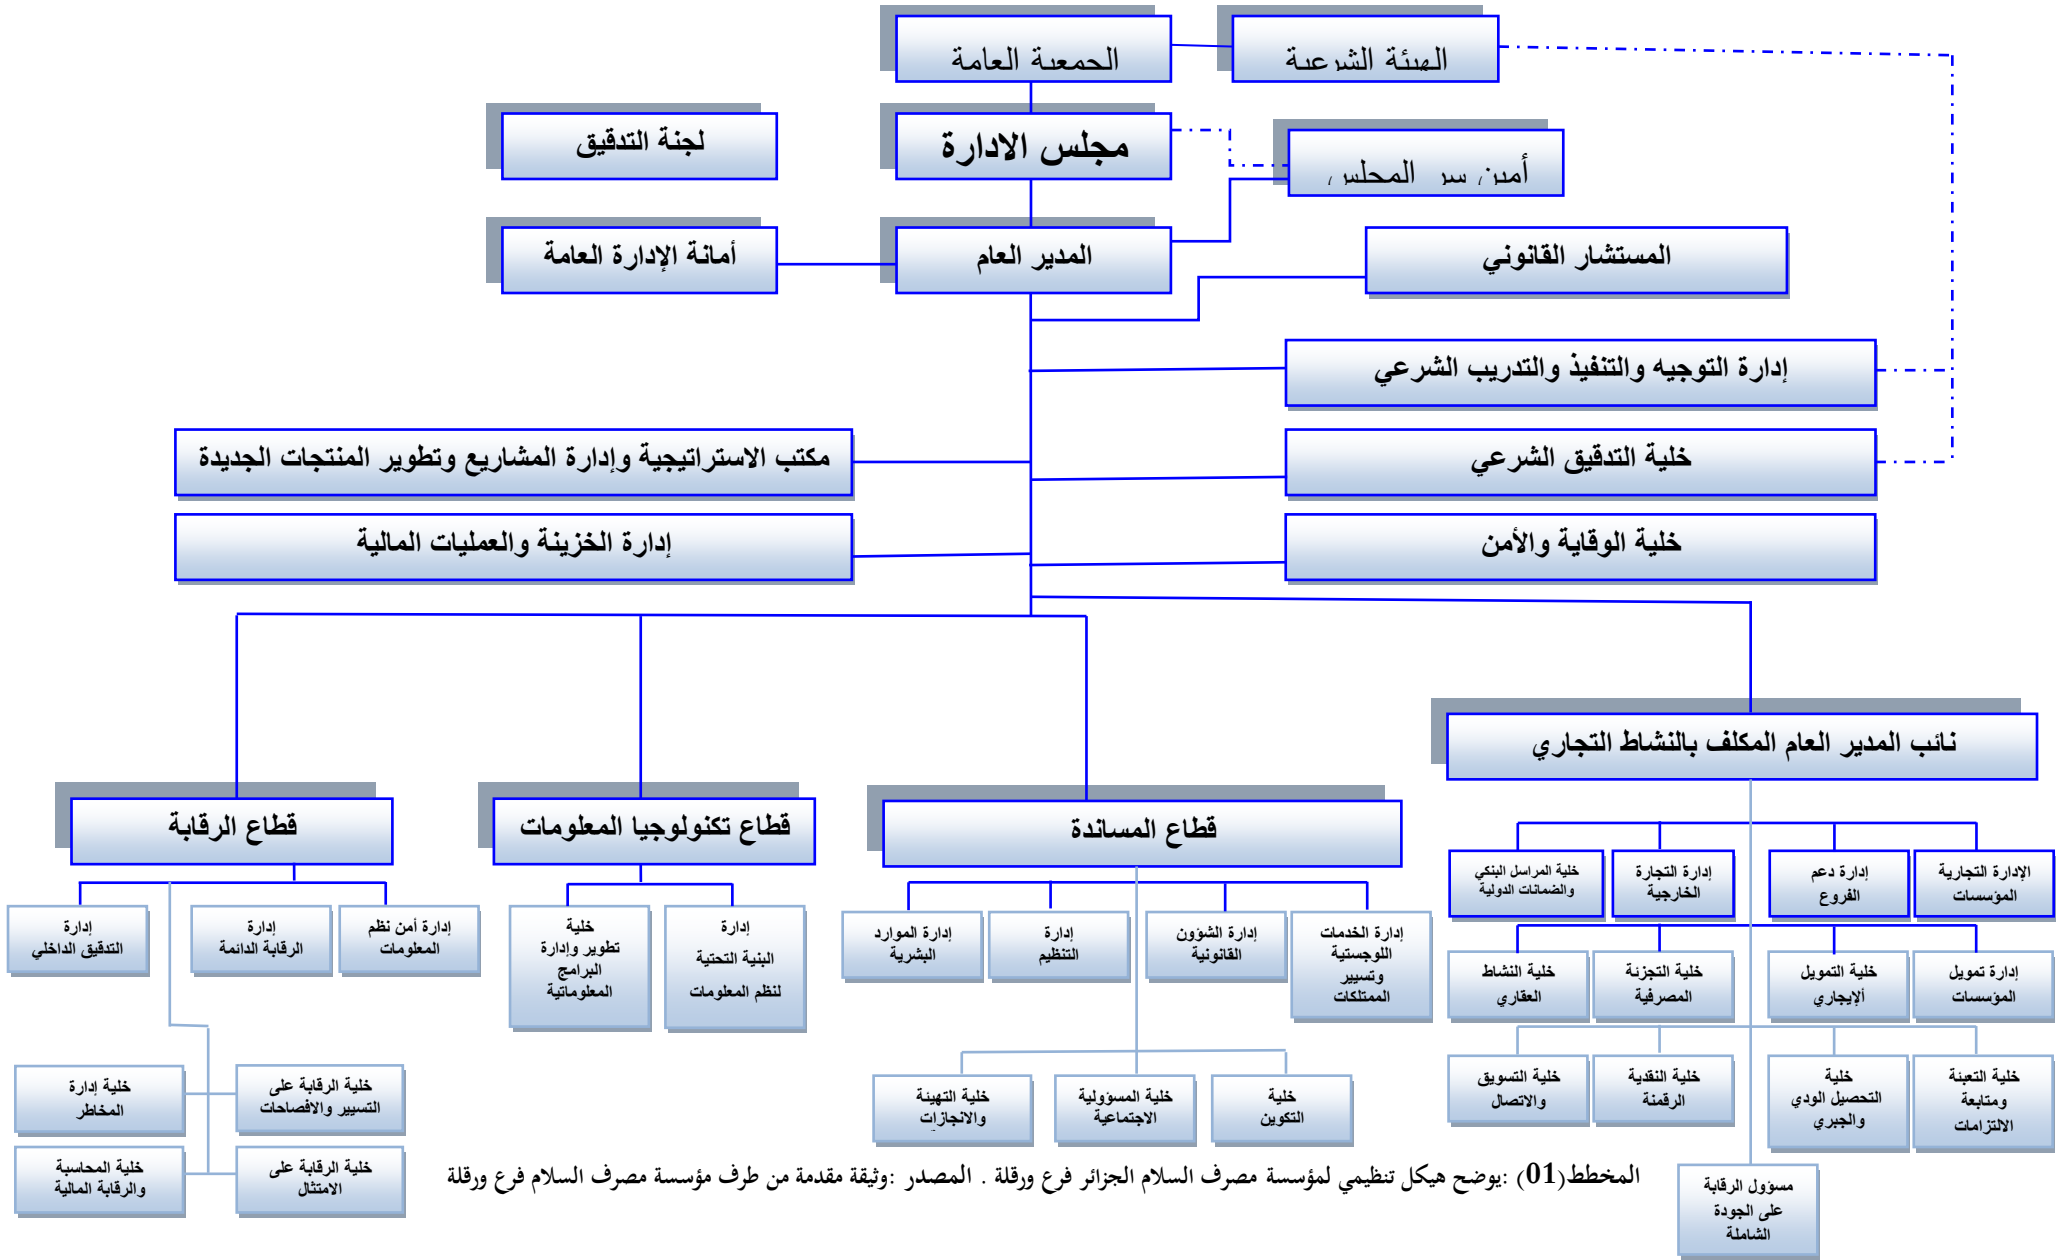 الهيئة الشرعية
الجمعية العامة
مجلس الادارة
لجنة التدقيق
أمين سر المجلس
المدير العام
أمانة الإدارة العامة
المستشار القانوني
إدارة التوجيه والتنفيذ والتدريب الشرعي
خلية التدقيق الشرعي
مكتب الاستراتيجية وإدارة المشاريع وتطوير المنتجات الجديدة
خلية الوقاية والأمن
إدارة الخزينة والعمليات المالية
نائب المدير العام المكلف بالنشاط التجاري
قطاع المساندة
قطاع تكنولوجيا المعلومات
قطاع الرقابة
الإدارة التجارية
المؤسسات
إدارة دعم
الفروع
إدارة التجارة
الخارجية
خلية المراسل البنكي
والضمانات الدولية
إدارة تمويل
المؤسسات
خلية التمويل
ألإيجاري
خلية التجزئة
المصرفية
خلية النشاط
العقاري
خلية التعبئة
ومتابعة
الالتزامات
خلية
التحصيل الودي
والجبري
خلية النقدية
الرقمنة
خلية التسويق
والاتصال
مسؤول الرقابة
على الجودة
الشاملة
إدارة الخدمات
اللوجستية
وتسيير
الممتلكات
إدارة الشؤون
القانونية
إدارة
التنظيم
إدارة الموارد
البشرية
خلية
التكوين
خلية المسؤولية
الاجتماعية
خلية التهيئة
والانجازات
إدارة
البنية التحتية
لنظم المعلومات
خلية
تطوير وإدارة
البرامج
المعلوماتية
إدارة أمن نظم
المعلومات
إدارة
الرقابة الدائمة
إدارة
التدقيق الداخلي
خلية الرقابة على
التسيير والافصاحات
خلية إدارة
المخاطر
خلية الرقابة على
الامتثال
خلية المحاسبة
والرقابة المالية
المخطط(01) :يوضح هيكل تنظيمي لمؤسسة مصرف السلام الجزائر فرع ورقلة . المصدر :وثيقة مقدمة من طرف مؤسسة مصرف السلام فرع ورقلة